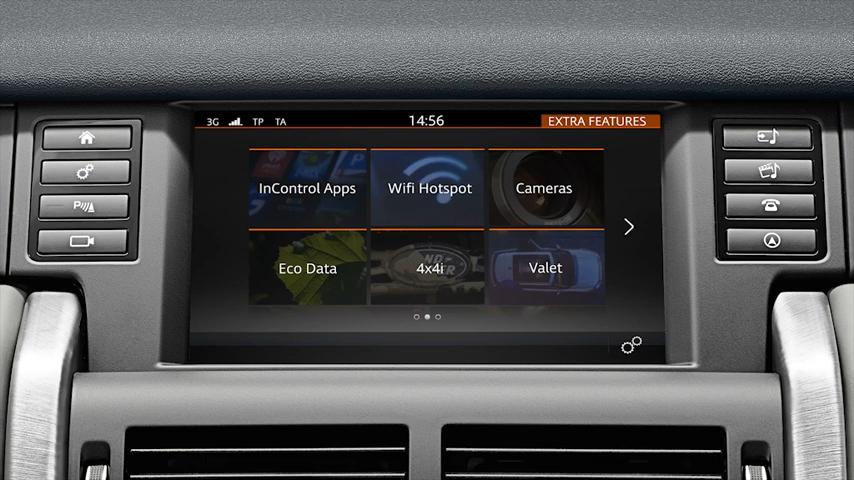 3G TP TA 14:56 EXTRA FEATURES
InControl Apps Wifi Hotspot Cameras
Eco Data 4x4i Valet
P